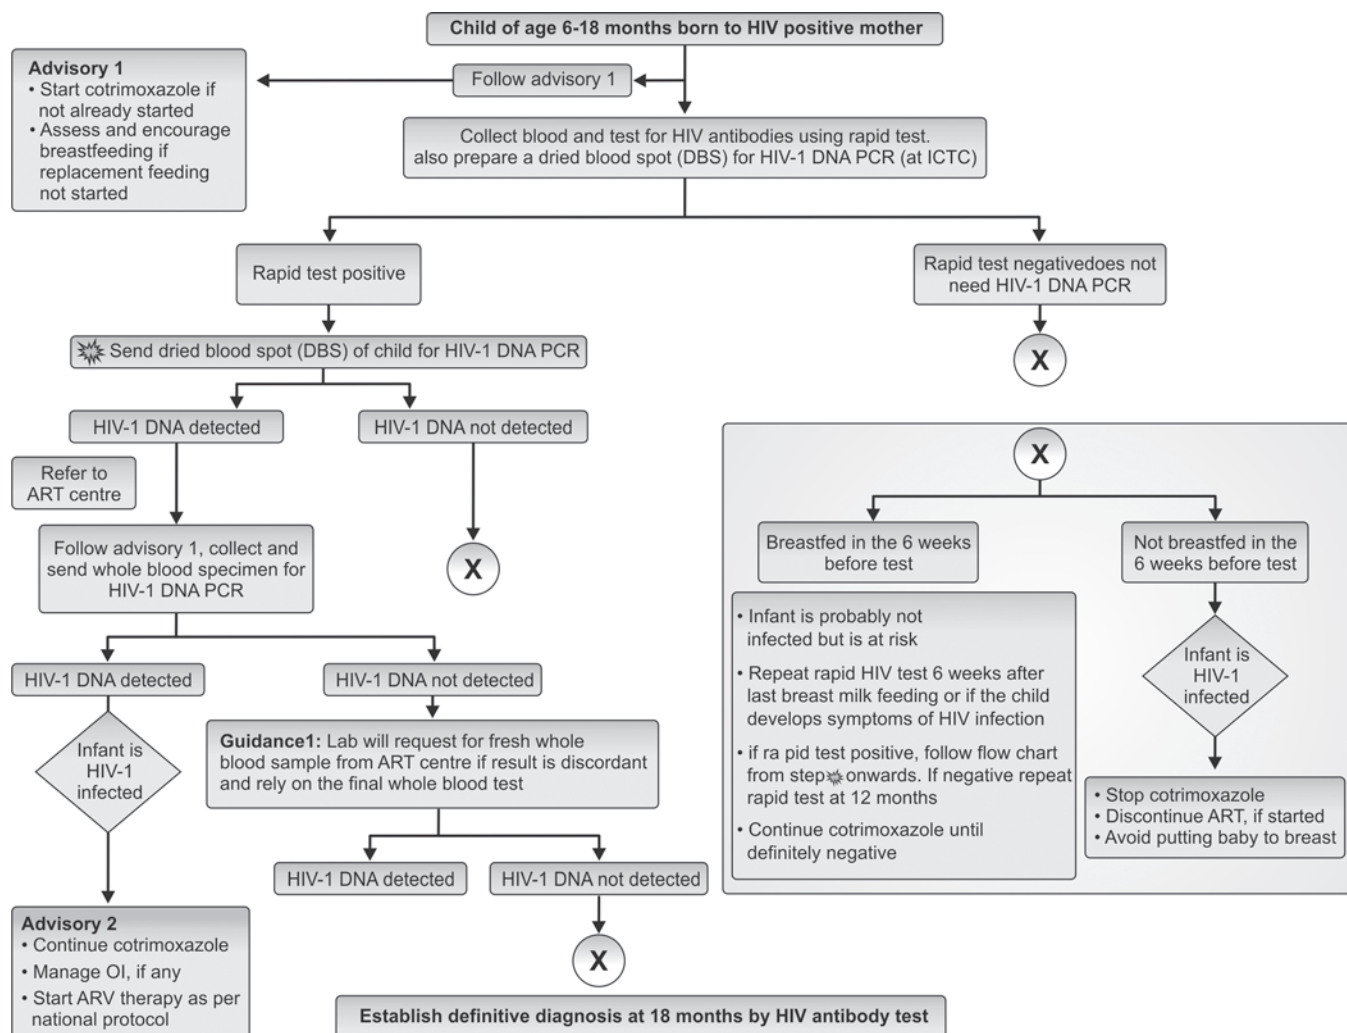 Child of age 6-18 months born to HIV positive mother
Advisory 1
• Start cotrimoxazole if
not already started
• Assess and encourage
breastfeeding if
replacement feeding
not started
Follow advisory 1
Collect blood and test for HIV antibodies using rapid test.
also prepare a dried blood spot (DBS) for HIV-1 DNA PCR (at ICTC)
Rapid test positive
Rapid test negativedoes not
need HIV-1 DNA PCR
X
Send dried blood spot (DBS) of child for HIV-1 DNA PCR
HIV-1 DNA detected
HIV-1 DNA not detected
Refer to
ART centre
X
Follow advisory 1, collect and
send whole blood specimen for
HIV-1 DNA PCR
HIV-1 DNA detected
HIV-1 DNA not detected
Infant is
HIV-1
infected
Guidance1: Lab will request for fresh whole
blood sample from ART centre if result is discordant
and rely on the final whole blood test
HIV-1 DNA detected
HIV-1 DNA not detected
Advisory 2
• Continue cotrimoxazole
• Manage OI, if any
• Start ARV therapy as per
national protocol
X
Establish definitive diagnosis at 18 months by HIV antibody test
X
Breastfed in the 6 weeks
before test
Not breastfed in the
6 weeks before test
• Infant is probably not
infected but is at risk
• Repeat rapid HIV test 6 weeks after
last breast milk feeding or if the child
develops symptoms of HIV infection
• if ra pid test positive, follow flow chart
from step onwards. If negative repeat
rapid test at 12 months
• Continue cotrimoxazole until
definitely negative
Infant is
HIV-1
infected
• Stop cotrimoxazole
• Discontinue ART, if started
• Avoid putting baby to breast